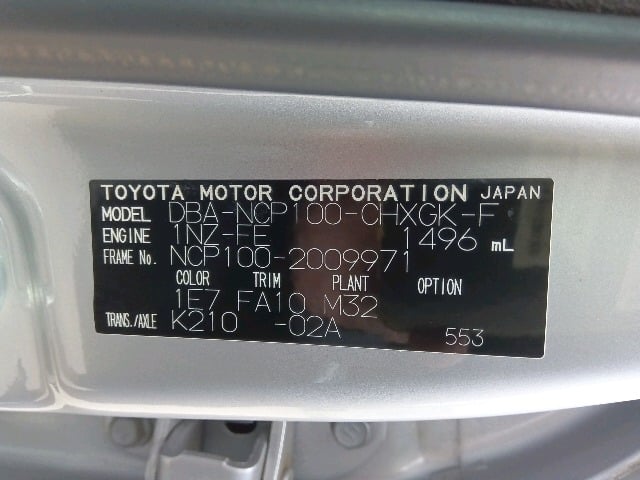 TOYOTA MOTOR CORPORATION JAPAN
MODEL DBA-NCP100-CHXGK-F
ENGINE 1NZ-FE 1496 mL
FRAME No. NCP100-2009971
COLOR TRIM PLANT OPTION
1E7 FA10 M32
TRANS./AXLE K210 -02A
553